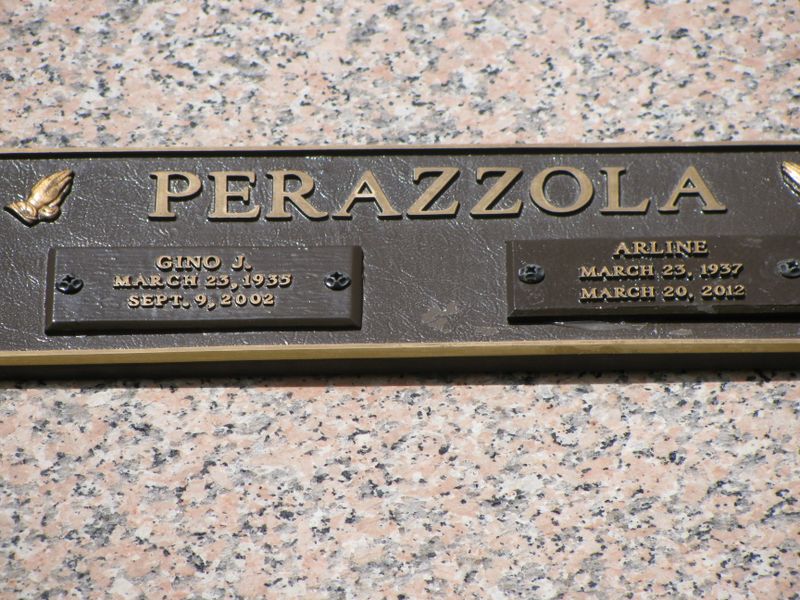 PERAZZOLA
GINO J.
MARCH 23, 1935
SEPT. 9, 2002
ARLINE
MARCH 23, 1937
MARCH 20, 2012